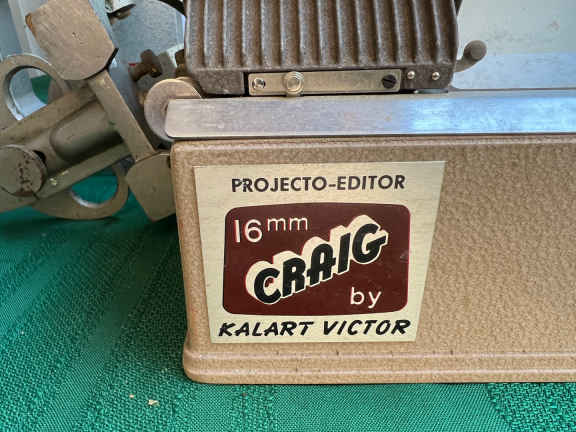 PROJECTO-EDITOR
16mm
CRAIG
by
KALART VICTOR